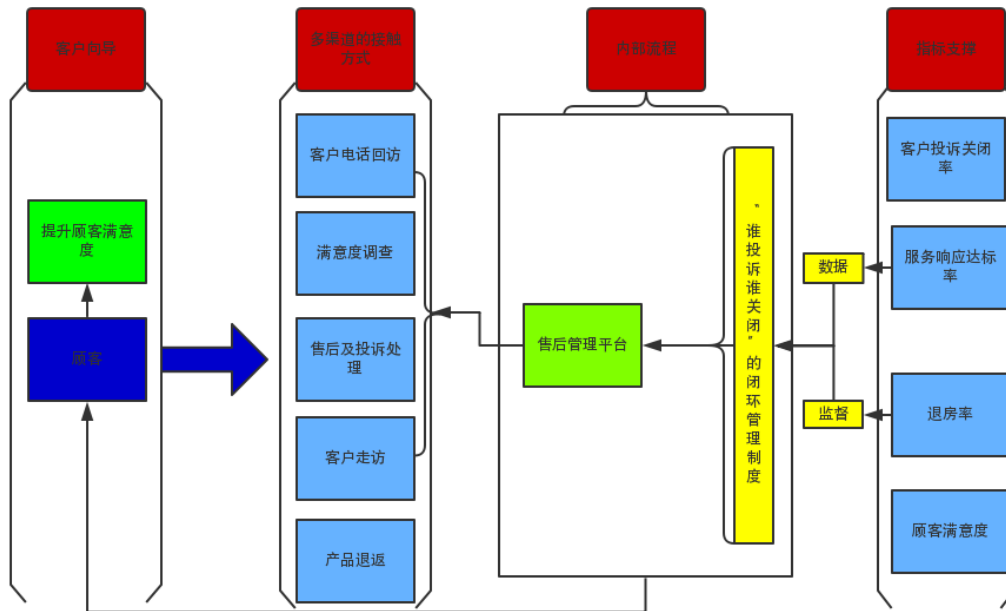 客户向导
多渠道的接触
方式
内部流程
指标支撑
客户电话回访
满意度调查
售后及投诉处
理
客户走访
产品退返
提升顾客满意
度
顾客
售后管理平台
“谁投诉谁关闭”的闭环管理制度
数据
监督
客户投诉关闭
率
服务响应达标
率
退房率
顾客满意度